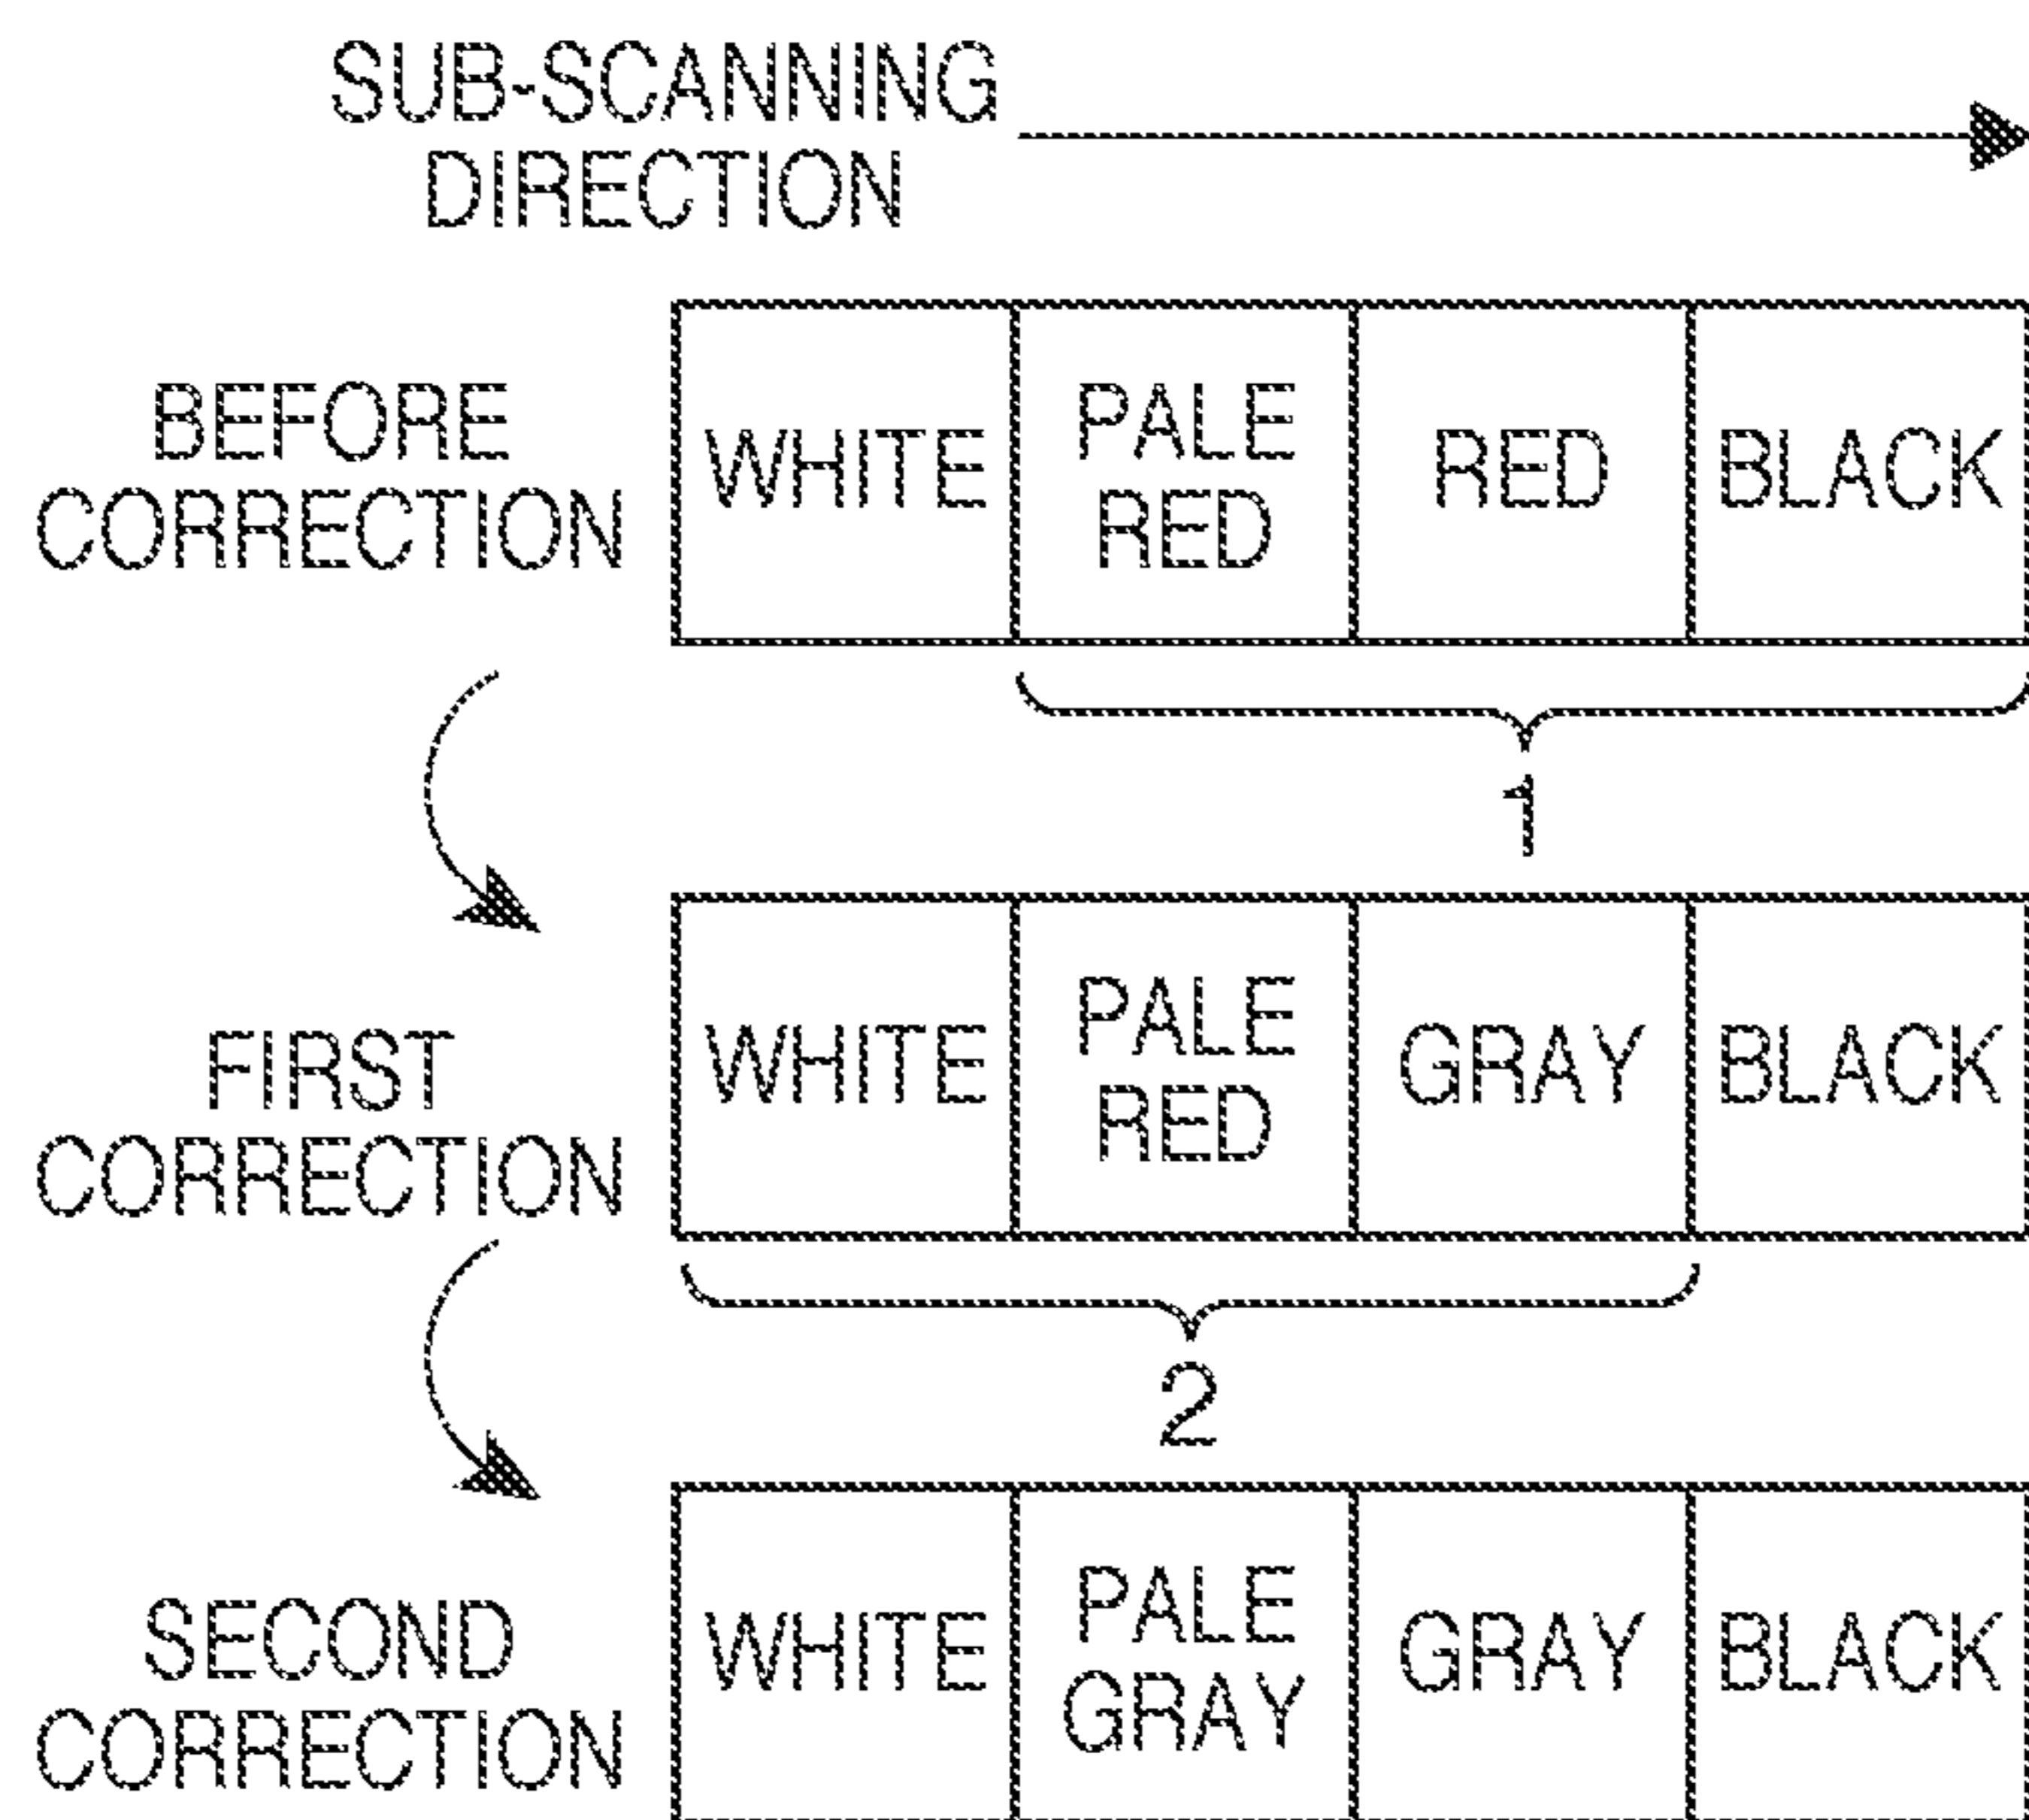 SUB-SCANNING
DIRECTION
BEFORE
CORRECTION
WHITE
PALE
RED
RED
BLACK
1
FIRST
CORRECTION
WHITE
PALE
RED
GRAY
BLACK
2
SECOND
CORRECTION
WHITE
PALE
GRAY
GRAY
BLACK